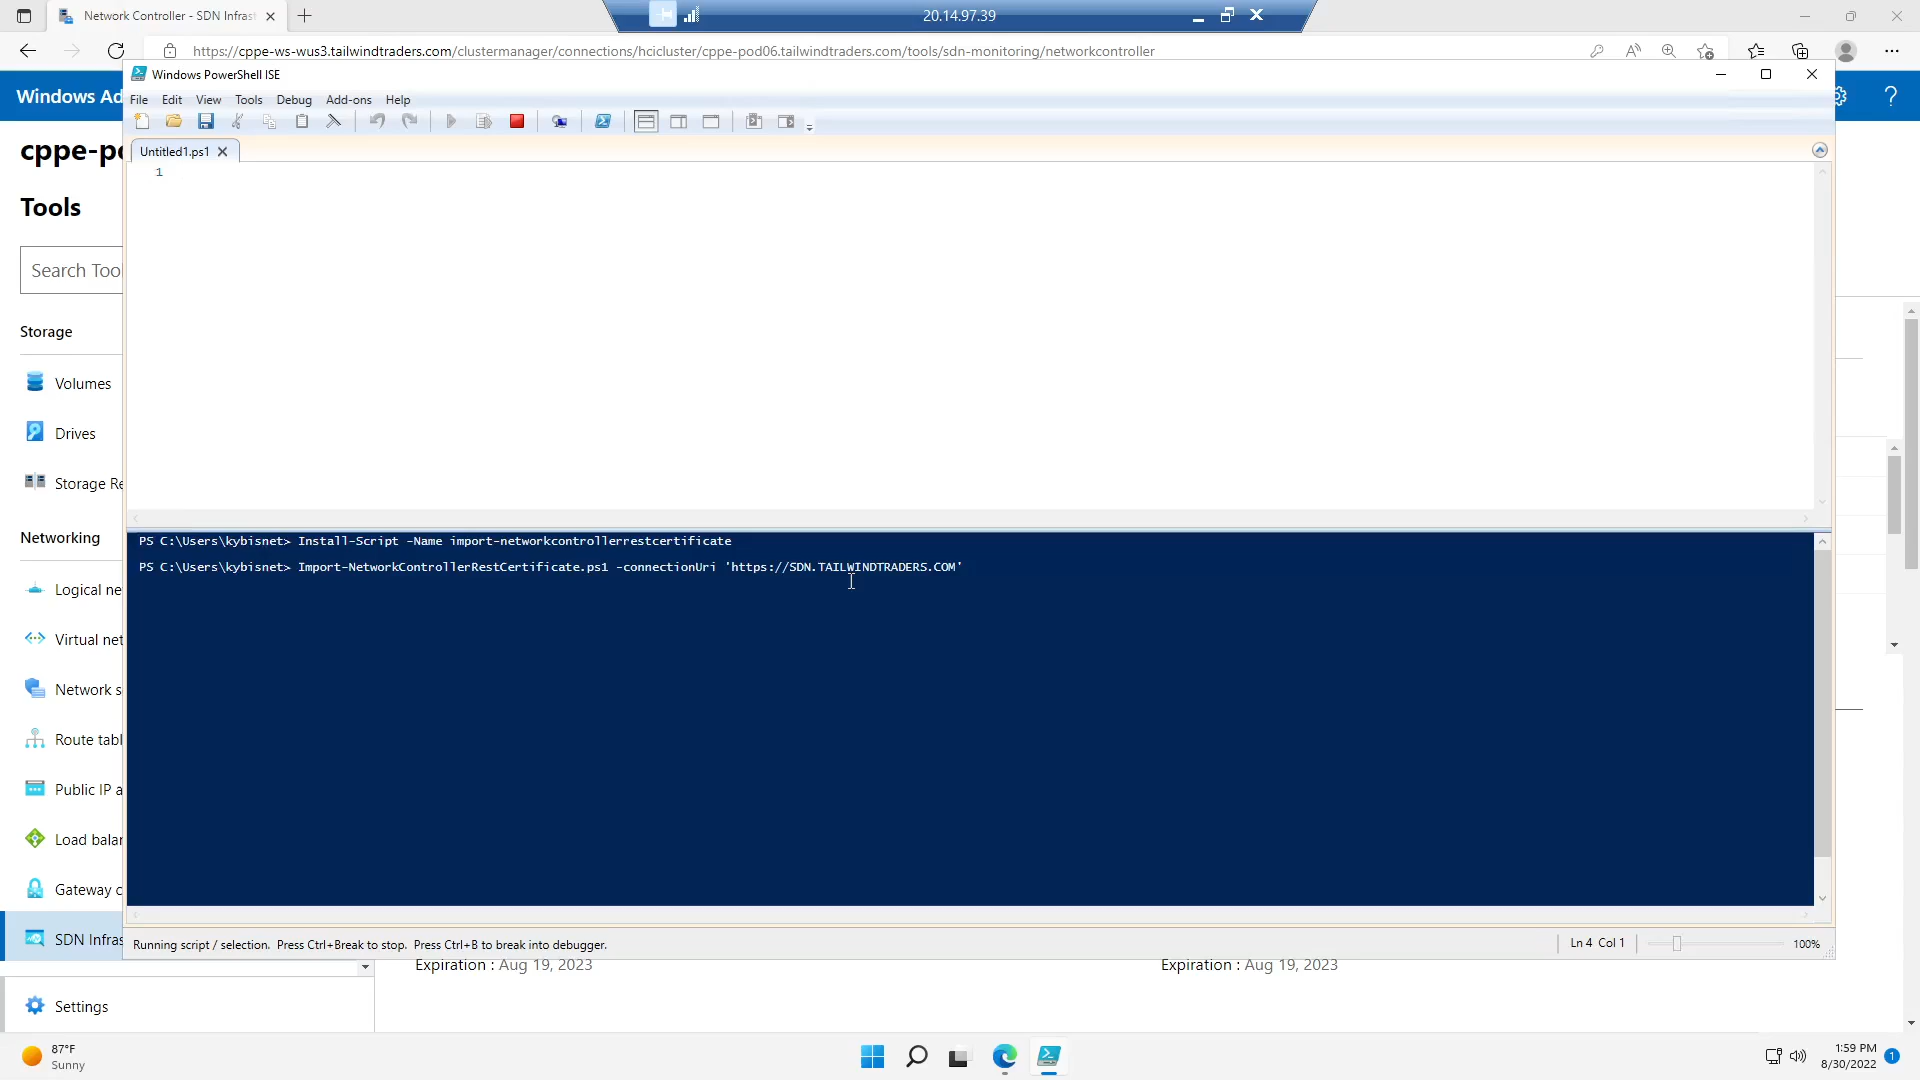 Network Controller - SDN Infrast
20.14.97.39
https://cppe-ws-wus3.tailwindtraders.com/clustermanager/connections/hcicluster/cppe-pod06.tailwindtraders.com/tools/sdn-monitoring/networkcontroller
Windows Ad
Windows PowerShell ISE
File Edit View Tools Debug Add-ons Help
Untitled1.ps1
1
cppe-po
Tools
Search Too
Storage
Volumes
Drives
Storage Re
Networking
Logical ne
Virtual net
Network s
Route tabl
Public IP a
Load balan
Gateway c
SDN Infras
Settings
PS C:\Users\kybisnet> Install-Script -Name import-networkcontrollerrestcertificate
PS C:\Users\kybisnet> Import-NetworkControllerRestCertificate.ps1 -connectionUri 'https://SDN.TAILWINDTRADERS.COM'
Running script / selection. Press Ctrl+Break to stop. Press Ctrl+B to break into debugger.
Ln 4 Col 1
100%
Expiration : Aug 19, 2023
Expiration : Aug 19, 2023
87°F
Sunny
1:59 PM
8/30/2022
1